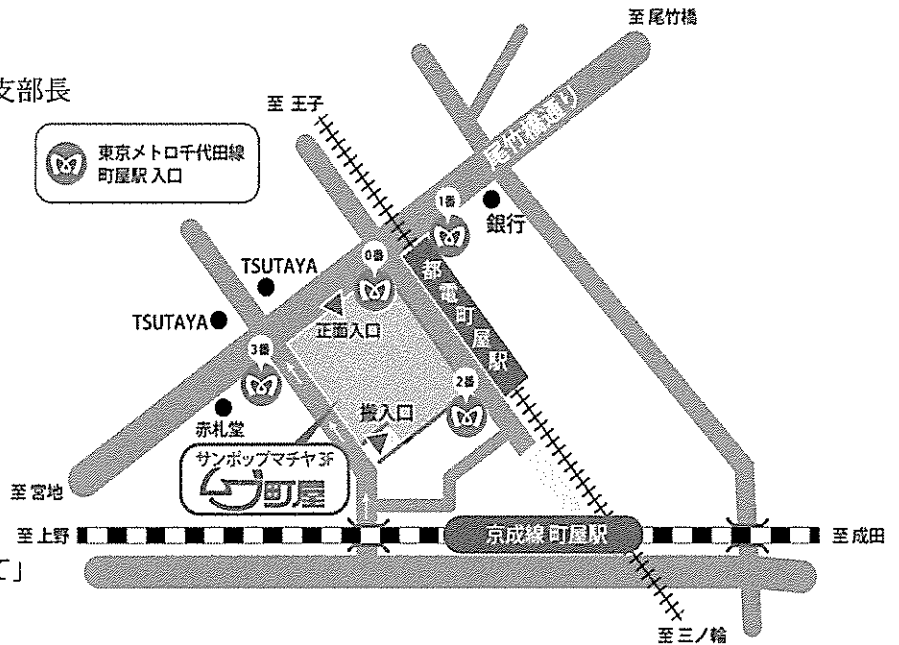 至 尾竹橋
支部長
至 王子
尾竹橋通り
東京メトロ千代田線
町屋駅 入口
1番
銀行
0番
都電町屋駅
TSUTAYA
TSUTAYA
正面入口
3番
2番
搬入口
赤札堂
サンポップマチヤ 3F
ムーブ町屋
至 宮地
至 上野
京成線 町屋駅
至 成田
て」
至 三ノ輪